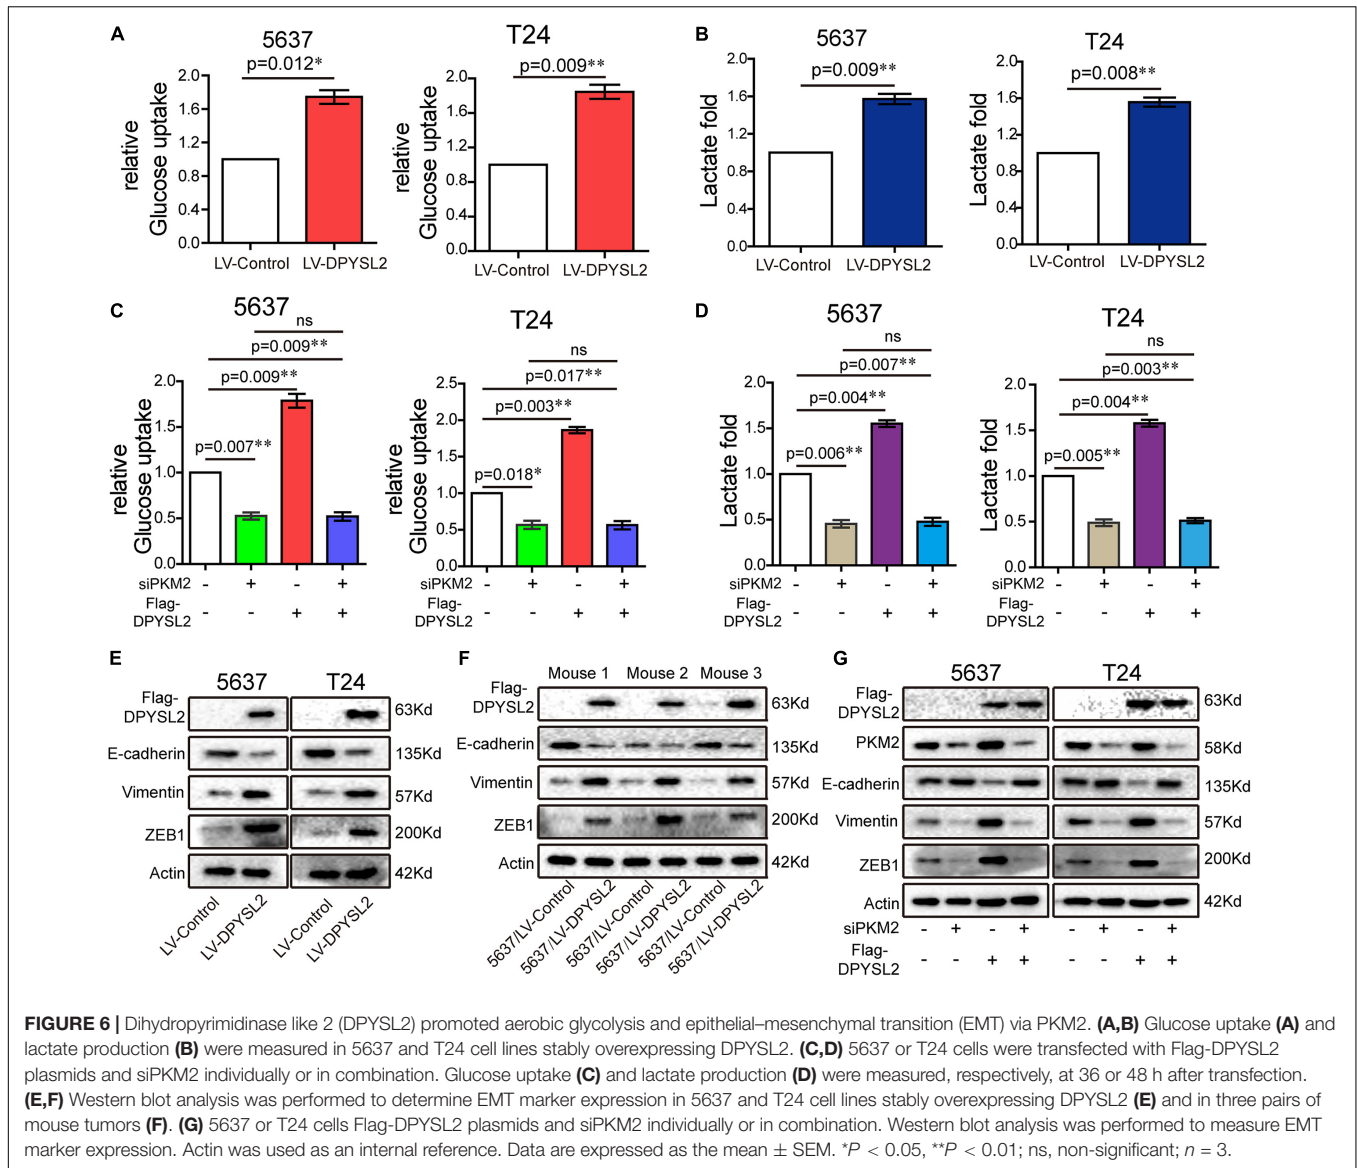 A
5637
p=0.012*
relative
Glucose uptake
2.0
1.6
1.2
0.8
0.4
0.0
LV-Control LV-DPYSL2
T24
p=0.009**
relative
Glucose uptake
2.0
1.6
1.2
0.8
0.4
0.0
LV-Control LV-DPYSL2
B
5637
p=0.009**
Lactate fold
2.0
1.6
1.2
0.8
0.4
0.0
LV-Control LV-DPYSL2
T24
p=0.008**
Lactate fold
2.0
1.6
1.2
0.8
0.4
0.0
LV-Control LV-DPYSL2
C
5637
ns
p=0.009**
p=0.009**
p=0.007**
relative
Glucose uptake
2.0
1.5
1.0
0.5
0.0
siPKM2 - + - +
Flag-
DPYSL2 - - + +
T24
ns
p=0.017**
p=0.003**
p=0.018*
relative
Glucose uptake
2.5
2.0
1.5
1.0
0.5
0.0
- + - +
- - + +
D
5637
ns
p=0.007**
p=0.004**
p=0.006**
Lactate fold
2.0
1.5
1.0
0.5
0.0
siPKM2 - + - +
Flag-
DPYSL2 - - + +
T24
ns
p=0.003**
p=0.004**
p=0.005**
Lactate fold
2.0
1.5
1.0
0.5
0.0
- + - +
- - + +
E
5637 T24
Flag-
DPYSL2 63Kd
E-cadherin 135Kd
Vimentin 57Kd
ZEB1 200Kd
Actin 42Kd
LV-Control LV-DPYSL2 LV-Control LV-DPYSL2
F
Mouse 1 Mouse 2 Mouse 3
Flag-
DPYSL2 63Kd
E-cadherin 135Kd
Vimentin 57Kd
ZEB1 200Kd
Actin 42Kd
5637/LV-Control 5637/LV-DPYSL2 5637/LV-Control 5637/LV-DPYSL2 5637/LV-Control 5637/LV-DPYSL2
G
5637 T24
Flag-
DPYSL2 63Kd
PKM2 58Kd
E-cadherin 135Kd
Vimentin 57Kd
ZEB1 200Kd
Actin 42Kd
siPKM2 - + - + - + - +
Flag-
DPYSL2 - - + + - - + +
FIGURE 6 | Dihydropyrimidinase like 2 (DPYSL2) promoted aerobic glycolysis and epithelial–mesenchymal transition (EMT) via PKM2. (A,B) Glucose uptake (A) and
lactate production (B) were measured in 5637 and T24 cell lines stably overexpressing DPYSL2. (C,D) 5637 or T24 cells were transfected with Flag-DPYSL2
plasmids and siPKM2 individually or in combination. Glucose uptake (C) and lactate production (D) were measured, respectively, at 36 or 48 h after transfection.
(E,F) Western blot analysis was performed to determine EMT marker expression in 5637 and T24 cell lines stably overexpressing DPYSL2 (E) and in three pairs of
mouse tumors (F). (G) 5637 or T24 cells Flag-DPYSL2 plasmids and siPKM2 individually or in combination. Western blot analysis was performed to measure EMT
marker expression. Actin was used as an internal reference. Data are expressed as the mean ± SEM. *P < 0.05, **P < 0.01; ns, non-significant; n = 3.